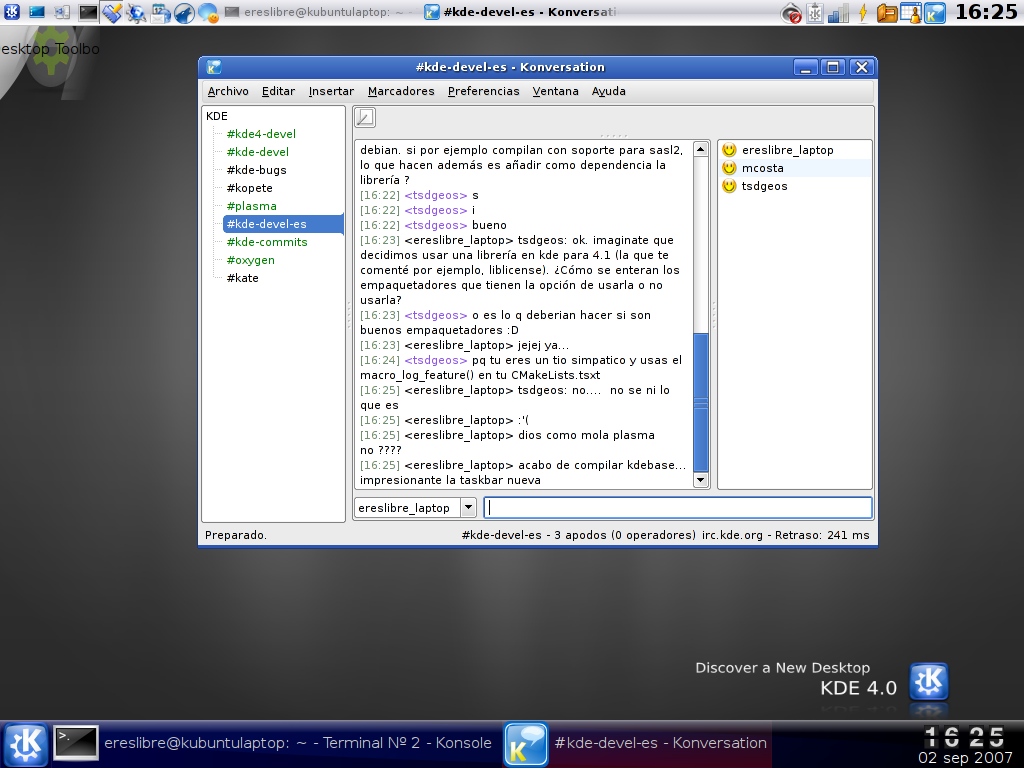 ereslibre@kubuntulaptop: ~ -
#kde-devel-es - Konversati
16:25
esktop Toolbo
#kde-devel-es - Konversation
Archivo Editar Insertar Marcadores Preferencias Ventana Ayuda
KDE
#kde4-devel
#kde-devel
#kde-bugs
#kopete
#plasma
#kde-devel-es
#kde-commits
#oxygen
#kate
debian. si por ejemplo compilan con soporte para sasl2,
lo que hacen además es añadir como dependencia la
librería ?
[16:22] <tsdgeos> s
[16:22] <tsdgeos> i
[16:22] <tsdgeos> bueno
[16:23] <ereslibre_laptop> tsdgeos: ok. imaginate que
decidimos usar una librería en kde para 4.1 (la que te
comenté por ejemplo, liblicense). ¿Cómo se enteran los
empaquetadores que tienen la opción de usarla o no
usarla?
[16:23] <tsdgeos> o es lo q deberian hacer si son
buenos empaquetadores :D
[16:23] <ereslibre_laptop> jejej ya...
[16:24] <tsdgeos> pq tu eres un tio simpatico y usas el
macro_log_feature() en tu CMakeLists.tsxt
[16:25] <ereslibre_laptop> tsdgeos: no.... no se ni lo
que es
[16:25] <ereslibre_laptop> :'(
[16:25] <ereslibre_laptop> dios como mola plasma
no ????
[16:25] <ereslibre_laptop> acabo de compilar kdebase...
impresionante la taskbar nueva
ereslibre_laptop
mcosta
tsdgeos
ereslibre_laptop
Preparado.
#kde-devel-es - 3 apodos (0 operadores) irc.kde.org - Retraso: 241 ms
Discover a New Desktop
KDE 4.0
ereslibre@kubuntulaptop: ~ - Terminal Nº 2 - Konsole
#kde-devel-es - Konversation
16 25
02 sep 2007